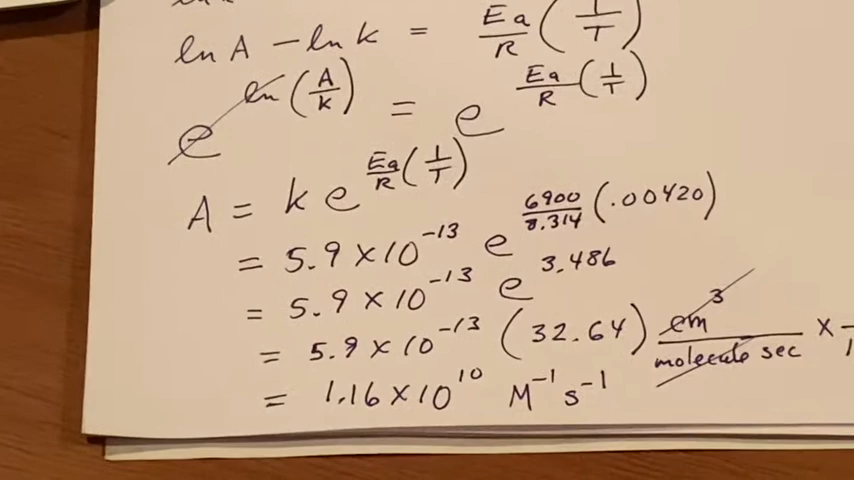 ln A - ln k = Ea/R (1/T)
e^ln(A/k) = e^Ea/R (1/T)
A = k e^Ea/R (1/T)
= 5.9 × 10^-13 e^6900/8.314 (.00420)
= 5.9 × 10^-13 e^3.486
= 5.9 × 10^-13 (32.64) cm^3/molecule sec ×
= 1.16 × 10^10 M^-1 s^-1